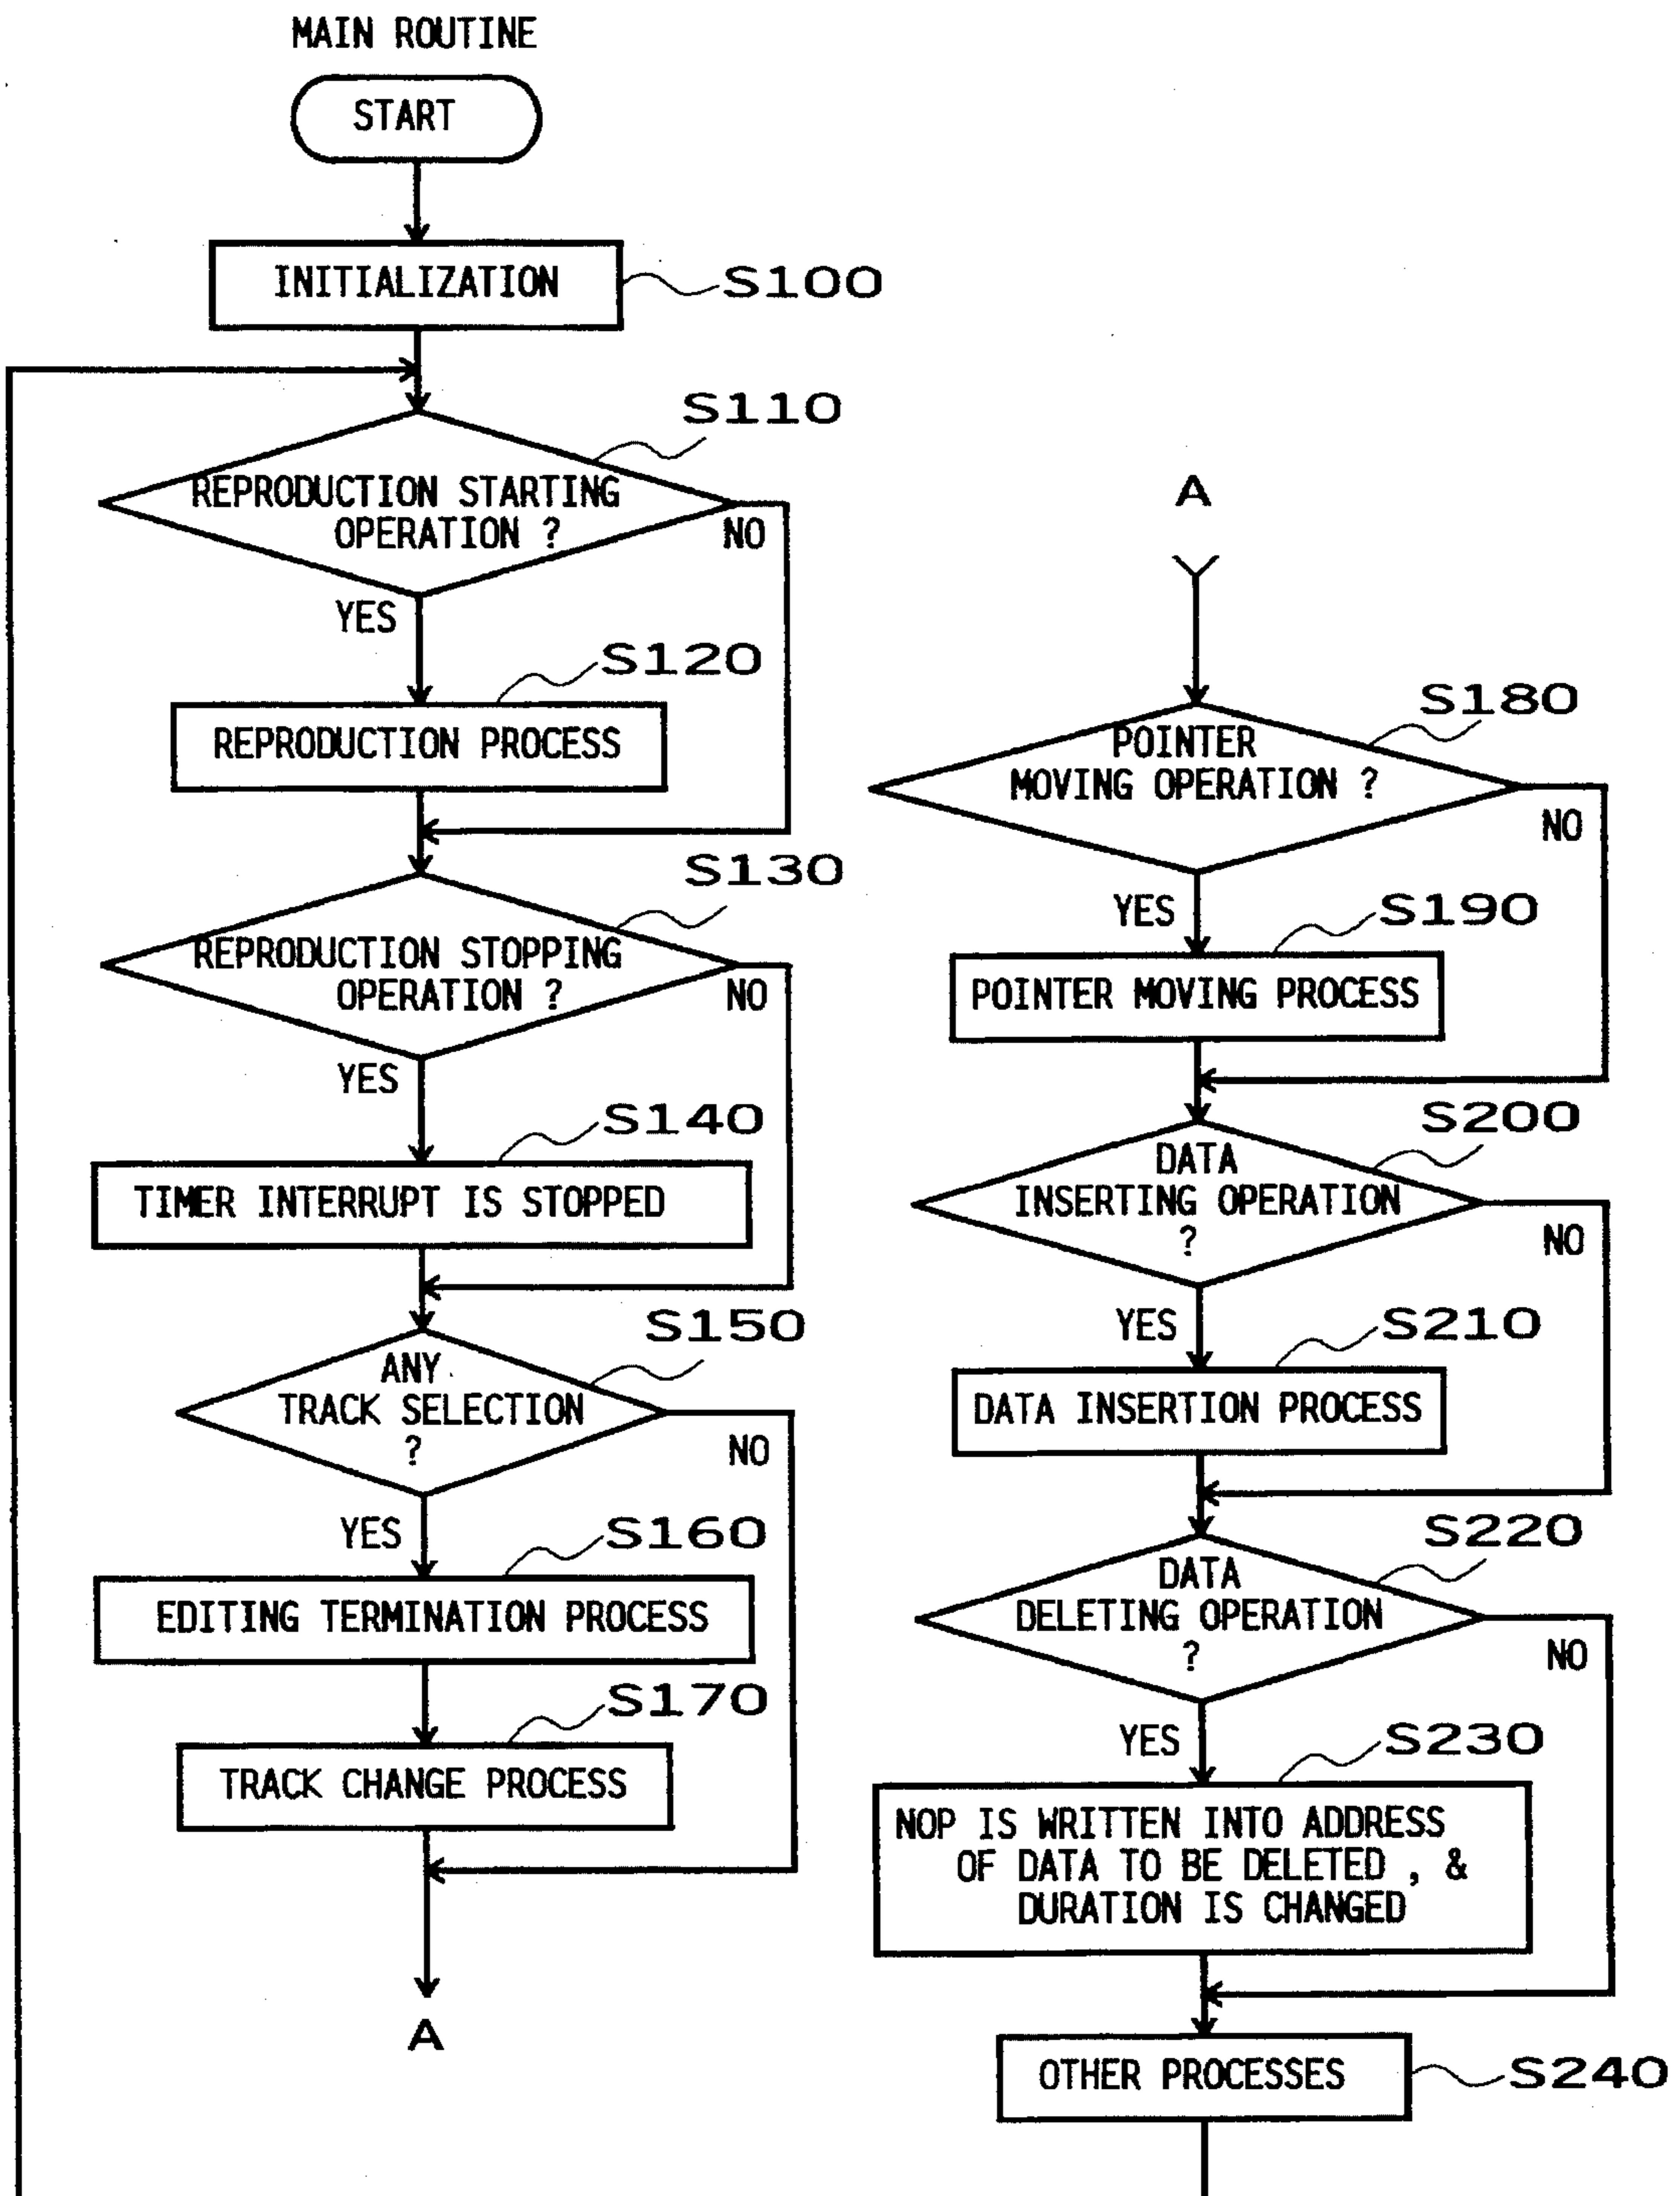 MAIN ROUTINE
START
INITIALIZATION
S100
S110
REPRODUCTION STARTING
OPERATION ?
NO
YES
S120
REPRODUCTION PROCESS
S130
REPRODUCTION STOPPING
OPERATION ?
NO
YES
S140
TIMER INTERRUPT IS STOPPED
S150
ANY
TRACK SELECTION
?
NO
YES
S160
EDITING TERMINATION PROCESS
S170
TRACK CHANGE PROCESS
A
A
S180
POINTER
MOVING OPERATION ?
NO
YES
S190
POINTER MOVING PROCESS
S200
DATA
INSERTING OPERATION
?
NO
YES
S210
DATA INSERTION PROCESS
S220
DATA
DELETING OPERATION
?
NO
YES
S230
NOP IS WRITTEN INTO ADDRESS
OF DATA TO BE DELETED , &
DURATION IS CHANGED
OTHER PROCESSES
S240